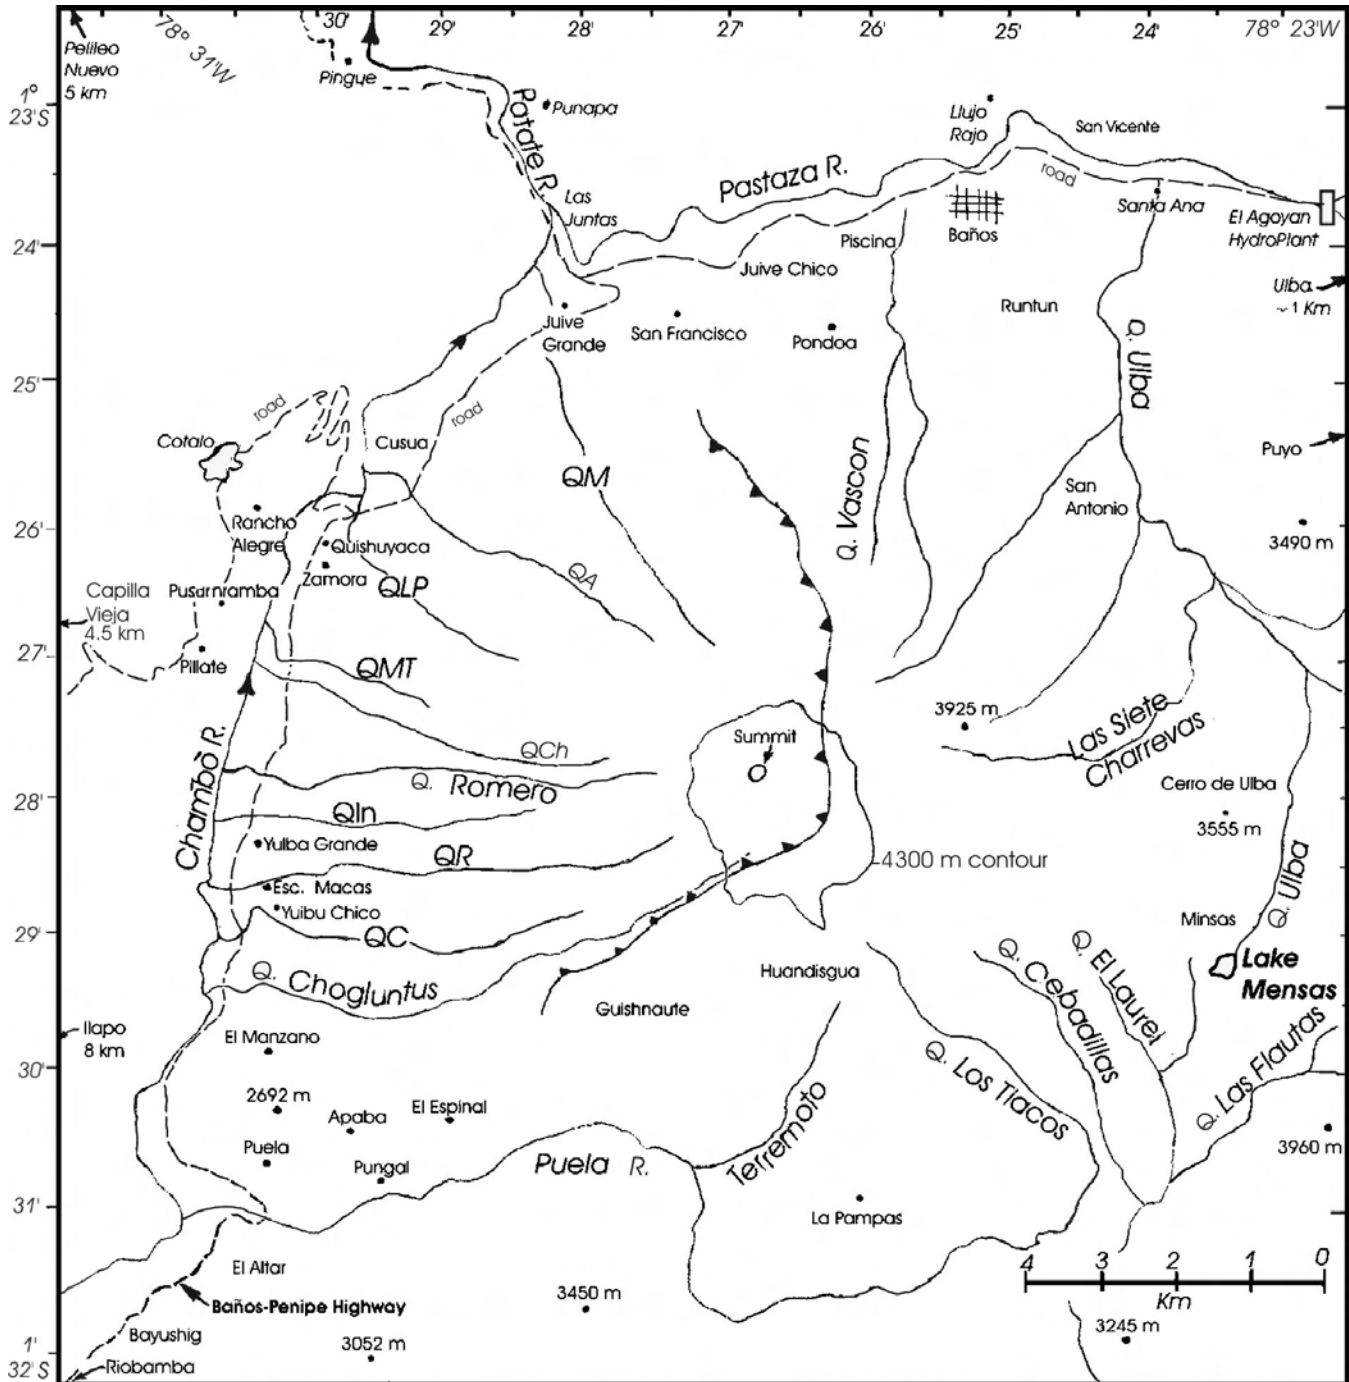 30'
29'
28'
27'
26'
25'
24'
78° 23'W
78° 31'W
Pelileo
Nuevo
5 km
Pingue
1°
23'S
Punapa
Patate R.
Llujo
Rajo
San Vicente
Pastaza R.
road
Las
Juntas
Santa Ana
El Agoyan
HydroPlant
Piscina
Baños
24'
Juive Chico
Ulba
~1 Km
Runtun
Juive
Grande
San Francisco
Pondoa
Q. Ulba
25'
road
road
Cotalo
Cusua
Puyo
QM
Q. Vascon
San
Antonio
Rancho
Alegre
26'
Quishuyaca
3490 m
Zamora
QA
QLP
Capilla
Vieja
4.5 km
Pusarnramba
27'
Pillate
QMT
3925 m
Las Siete
Charrevas
Summit
QCh
Chambo R.
Q. Romero
Cerro de Ulba
3555 m
28'
QIn
Yulba Grande
QR
4300 m contour
Esc. Macas
Yuibu Chico
Q. Ulba
Minsas
29'
QC
Q. Chogluntus
Huandisgua
Q. Cebadillas
Q. El Laurel
Lake
Mensas
Guishnaute
Ilapo
8 km
El Manzano
30'
Q. Los Tiacos
Q. Las Flautas
2692 m
Apaba
El Espinal
Terremoto
3960 m
Puela
Pungal
Puela R.
31'
La Pampas
El Altar
4 3 2 1 0
Km
Baños-Penipe Highway
3450 m
Bayushig
3052 m
3245 m
1'
32'S
Riobamba